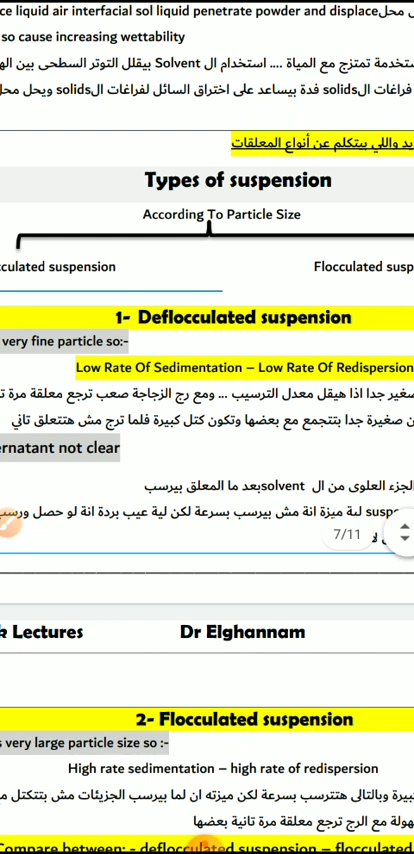 ce liquid air interfacial sol liquid penetrate powder and displace محل
so cause increasing wettability
تخدمة تمتزج مع المياة .... استخدام ال Solvent بيقلل التوتر السطحى بين
فراغات ال solids فدة بيساعد على اختراق السائل لفراغات ال solids ويحل محل
يد واللي بيتكلم عن أنواع المعلقات
Types of suspension
According To Particle Size
cculated suspension Flocculated susp
1- Deflocculated suspension
very fine particle so:-
Low Rate Of Sedimentation – Low Rate Of Redispersion
صغير جدا اذا هيقل معدل الترسيب ... ومع رج الزجاجة صعب ترجع معلقة مرة
صغيرة جدا بتتجمع مع بعضها وتكون كتل كبيرة فلما ترج مش هتتعلق تاني
ernatant not clear
الجزء العلوى من ال solvent بعد ما المعلق بيرسب
susp لية ميزة انة مش بيرسب بسرعة لكن لية عيب بردة انة لو حصل
7/11
k Lectures Dr Elghannam
2- Flocculated suspension
s very large particle size so :-
High rate sedimentation – high rate of redispersion
بيرة وبالتالى هتترسب بسرعة لكن ميزته ان لما بيرسب الجزيئات مش بتتكتل
هولة مع الرج ترجع معلقة مرة تانية بعضها
Compare between: - deflocculated suspension – flocculated